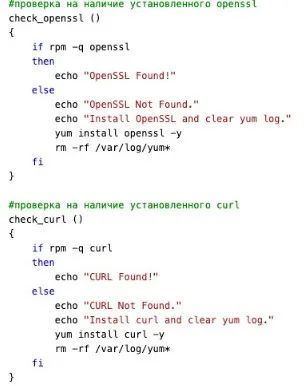 #проверка на наличие установленного openssl
check_openssl ()
{
if rpm -q openssl
then
echo "OpenSSL Found!"
else
echo "OpenSSL Not Found."
echo "Install OpenSSL and clear yum log."
yum install openssl -y
rm -rf /var/log/yum*
fi
}
#проверка на наличие установленного curl
check_curl ()
{
if rpm -q curl
then
echo "CURL Found!"
else
echo "CURL Not Found."
echo "Install curl and clear yum log."
yum install curl -y
rm -rf /var/log/yum*
fi
}